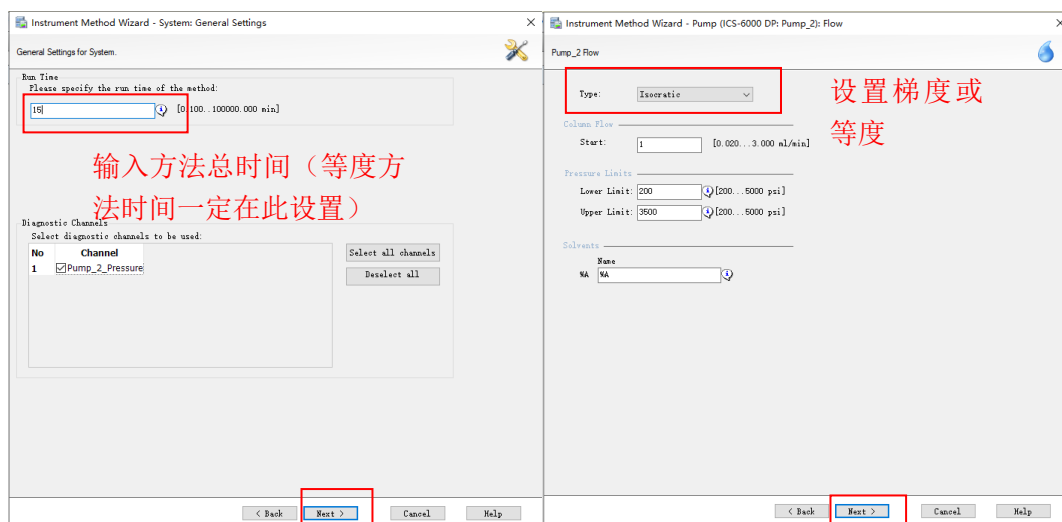 Instrument Method Wizard - System: General Settings
General Settings for System.
Run Time
Please specify the run time of the method:
15
[0.100..100000.000 min]
输入方法总时间（等度方
法时间一定在此设置）
Diagnostic Channels
Select diagnostic channels to be used:
No Channel
1 Pump_2_Pressure
Select all channels
Deselect all
< Back Next > Cancel Help
Instrument Method Wizard - Pump (ICS-6000 DP: Pump_2): Flow
Pump_2 Flow
Type: Isocratic
设置梯度或
等度
Column Flow
Start: 1 [0.020...3.000 ml/min]
Pressure Limits
Lower Limit: 200 [200...5000 psi]
Upper Limit: 3500 [200...5000 psi]
Solvents
Name
%A %A
< Back Next > Cancel Help